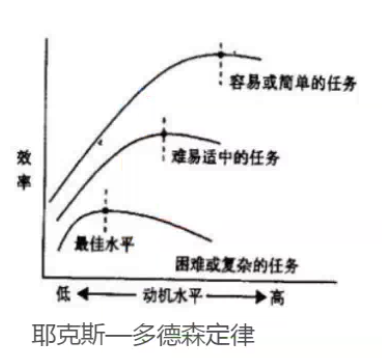 容易或简单的任务
难易适中的任务
效率
最佳水平
困难或复杂的任务
低 动机水平 高
耶克斯—多德森定律